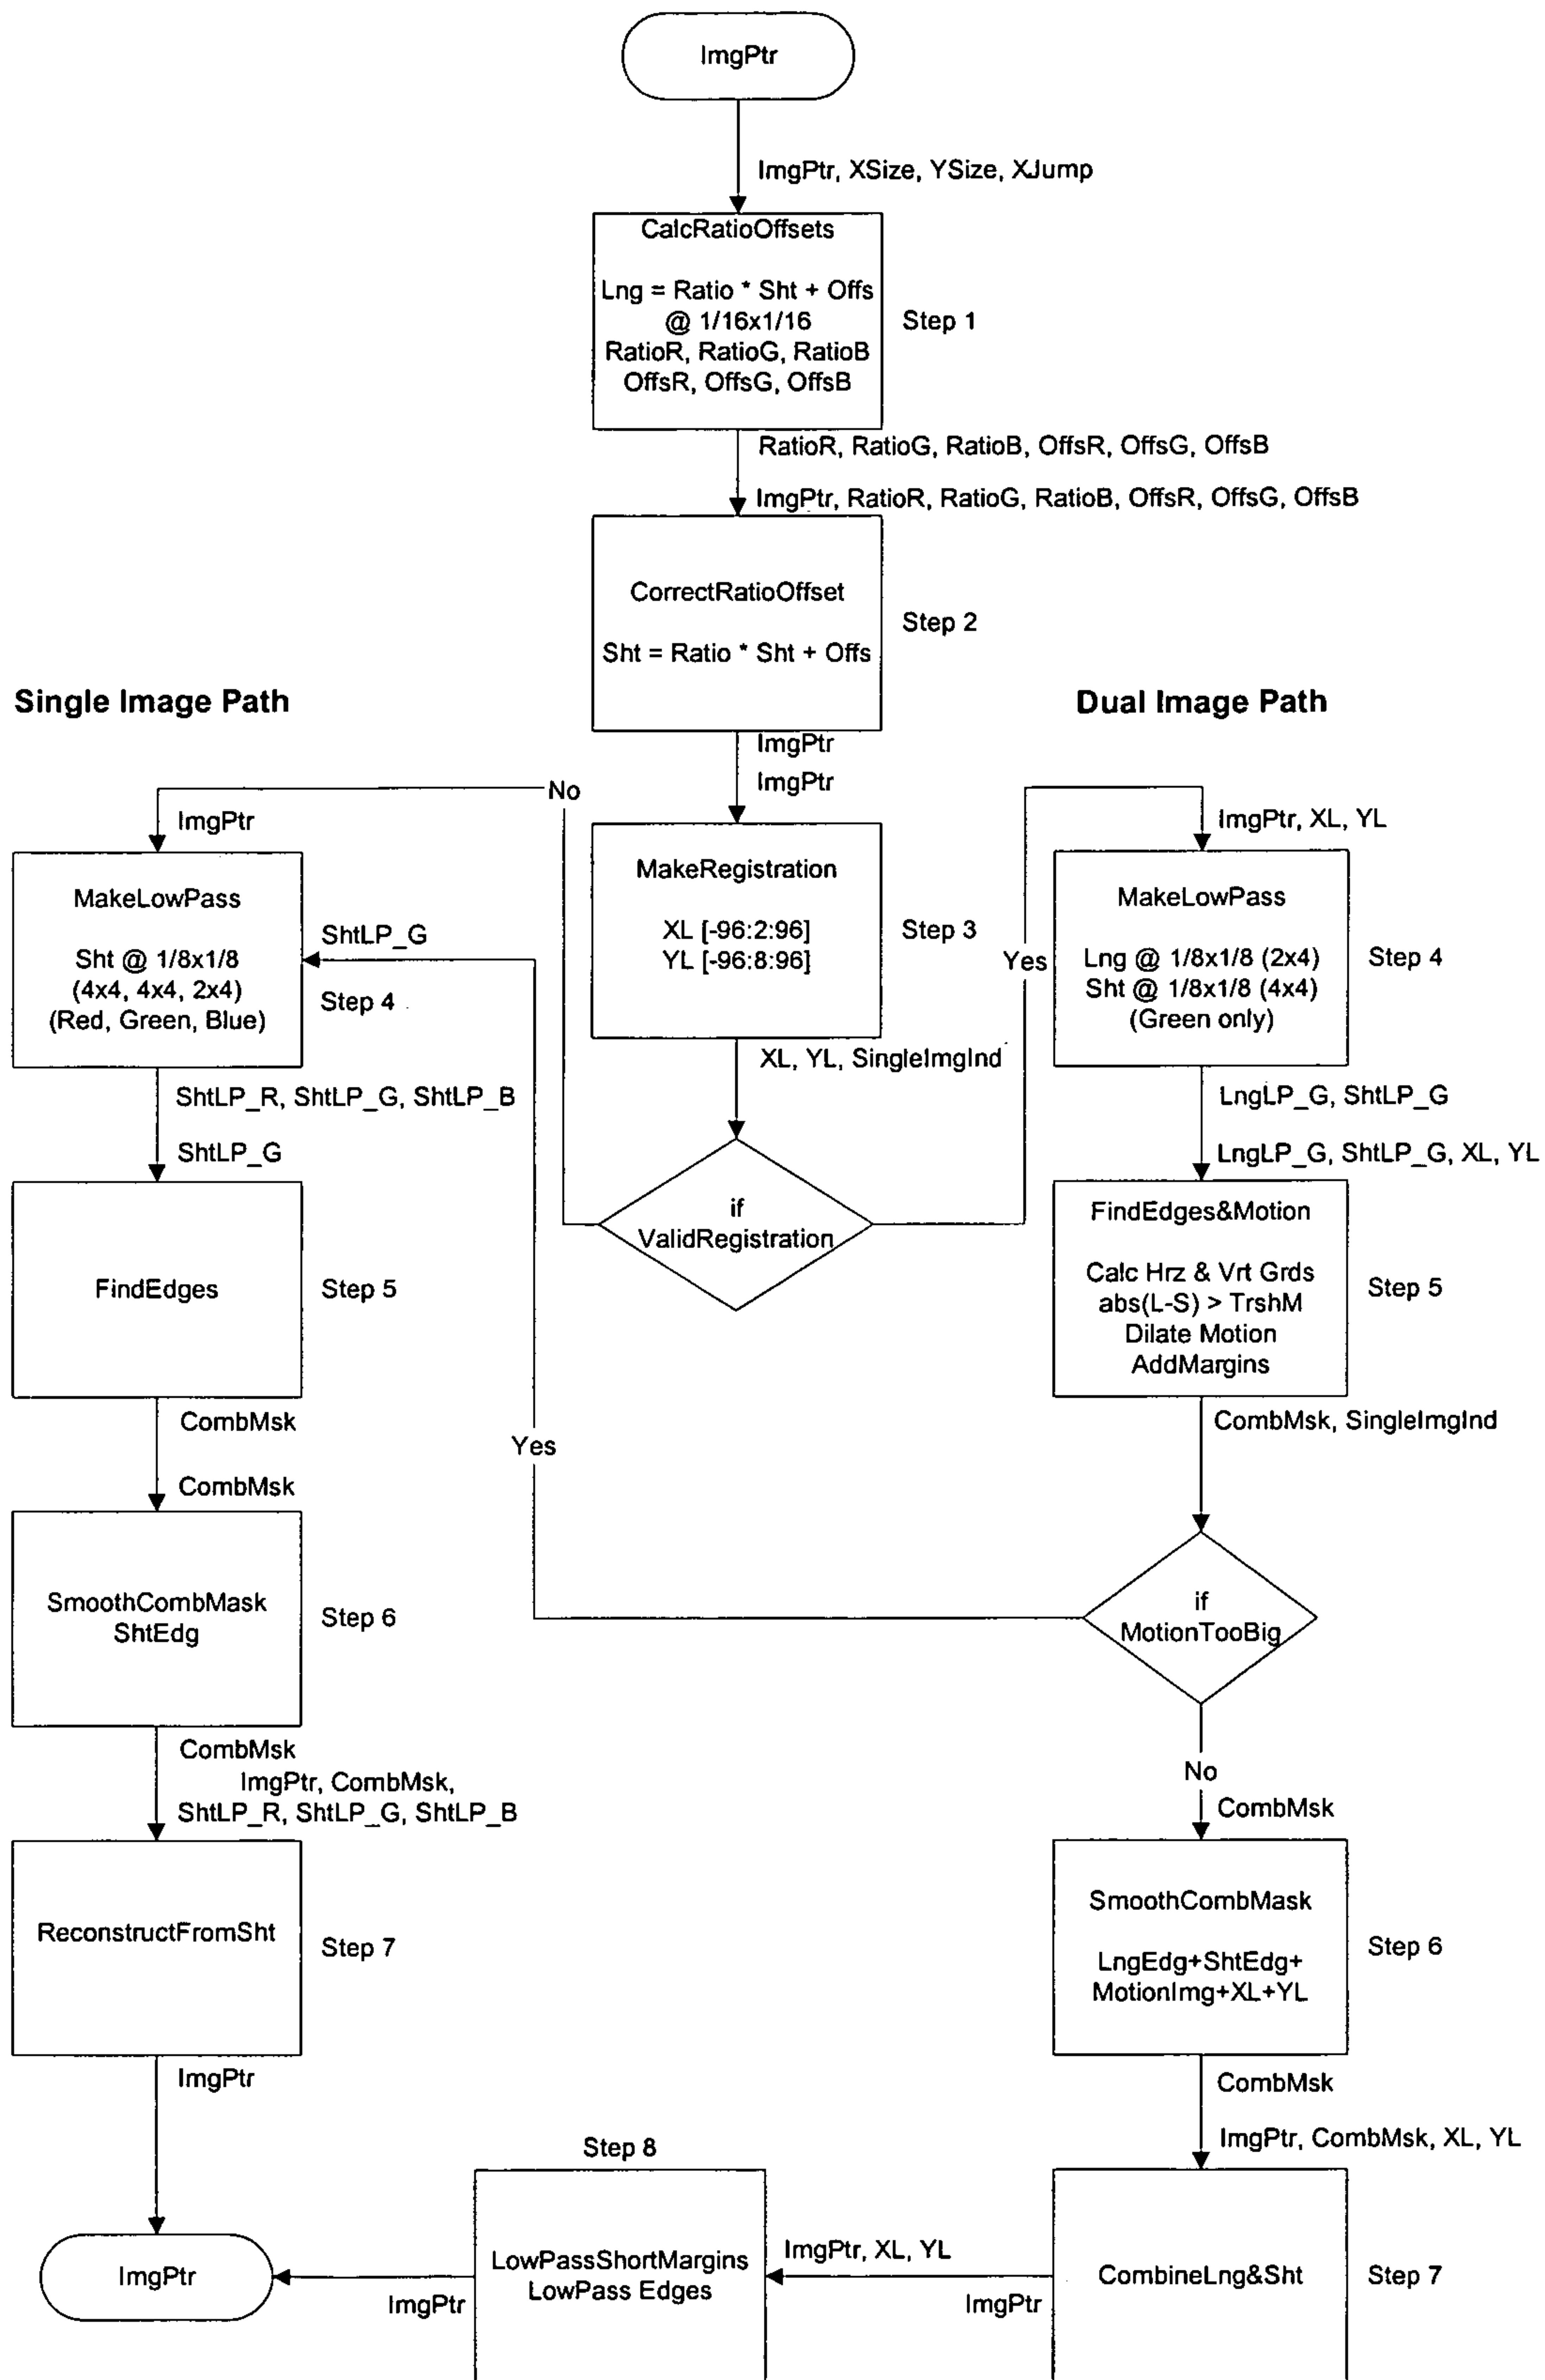 ImgPtr
ImgPtr, XSize, YSize, XJump
CalcRatioOffsets
Lng = Ratio * Sht + Offs
@ 1/16x1/16
RatioR, RatioG, RatioB
OffsR, OffsG, OffsB
Step 1
RatioR, RatioG, RatioB, OffsR, OffsG, OffsB
ImgPtr, RatioR, RatioG, RatioB, OffsR, OffsG, OffsB
CorrectRatioOffset
Sht = Ratio * Sht + Offs
Step 2
Single Image Path
Dual Image Path
ImgPtr
ImgPtr
No
ImgPtr
MakeRegistration
XL [-96:2:96]
YL [-96:8:96]
Step 3
XL, YL, SingleImgInd
if
ValidRegistration
Yes
MakeLowPass
Sht @ 1/8x1/8
(4x4, 4x4, 2x4)
(Red, Green, Blue)
ShtLP_G
Step 4
ShtLP_R, ShtLP_G, ShtLP_B
ShtLP_G
FindEdges
Step 5
CombMsk
CombMsk
SmoothCombMask
ShtEdg
Step 6
CombMsk
ImgPtr, CombMsk,
ShtLP_R, ShtLP_G, ShtLP_B
ReconstructFromSht
Step 7
ImgPtr
ImgPtr
ImgPtr, XL, YL
MakeLowPass
Lng @ 1/8x1/8 (2x4)
Sht @ 1/8x1/8 (4x4)
(Green only)
Step 4
LngLP_G, ShtLP_G
LngLP_G, ShtLP_G, XL, YL
FindEdges&Motion
Calc Hrz & Vrt Grds
abs(L-S) > TrshM
Dilate Motion
AddMargins
Step 5
CombMsk, SingleImgInd
Yes
if
MotionTooBig
No
CombMsk
SmoothCombMask
LngEdg+ShtEdg+
MotionImg+XL+YL
Step 6
CombMsk
ImgPtr, CombMsk, XL, YL
CombineLng&Sht
Step 7
ImgPtr
ImgPtr, XL, YL
Step 8
LowPassShortMargins
LowPass Edges
ImgPtr